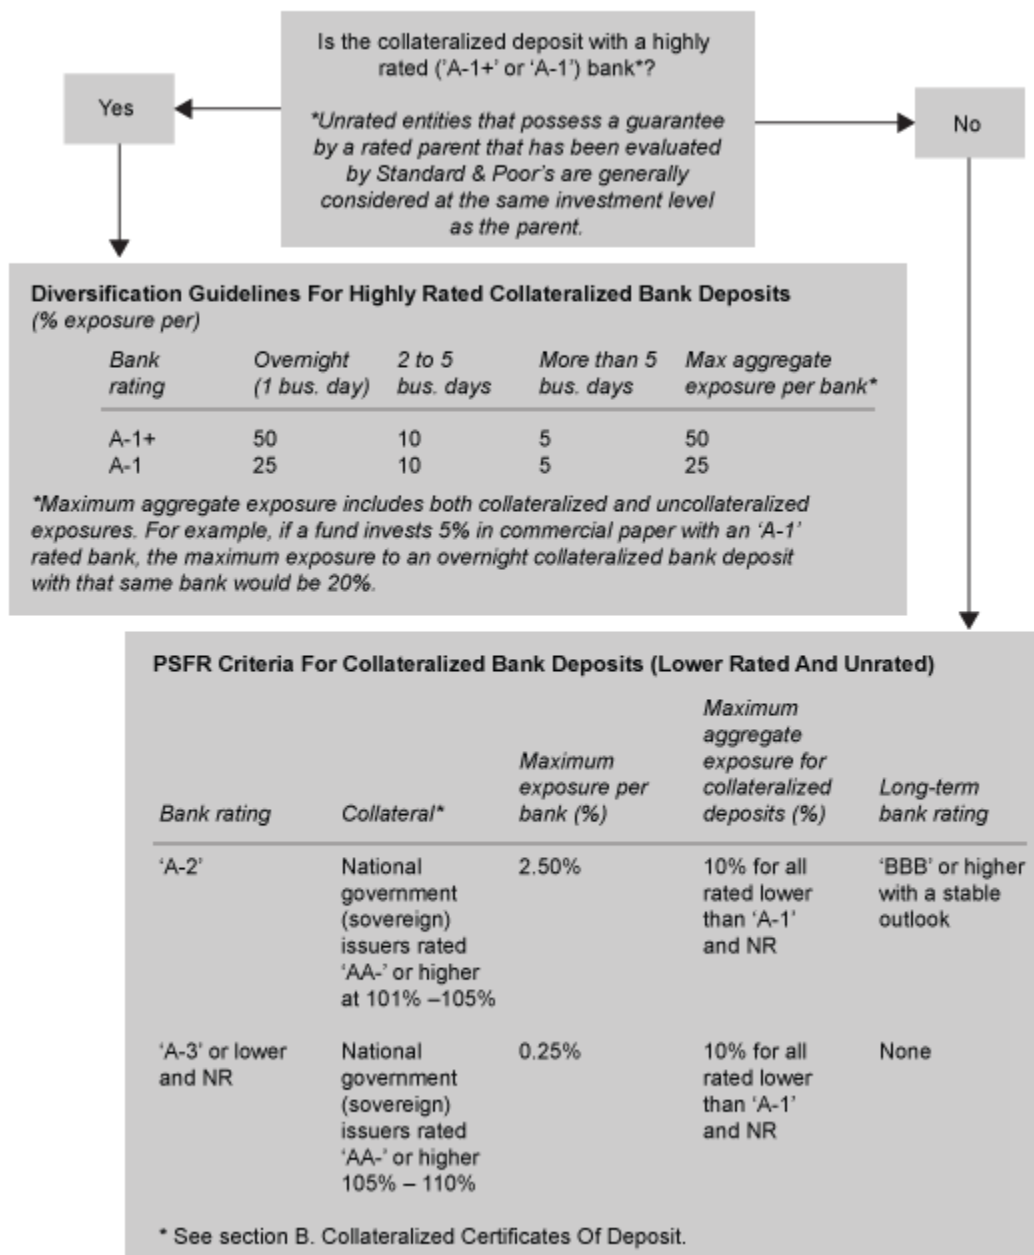 Is the collateralized deposit with a highly
rated ('A-1+' or 'A-1') bank*?
*Unrated entities that possess a guarantee
by a rated parent that has been evaluated
by Standard & Poor's are generally
considered at the same investment level
as the parent.
Yes
No
Diversification Guidelines For Highly Rated Collateralized Bank Deposits
(% exposure per)
Bank rating
Overnight (1 bus. day)
2 to 5 bus. days
More than 5 bus. days
Max aggregate exposure per bank*
A-1+ 50 10 5 50
A-1 25 10 5 25
*Maximum aggregate exposure includes both collateralized and uncollateralized
exposures. For example, if a fund invests 5% in commercial paper with an 'A-1'
rated bank, the maximum exposure to an overnight collateralized bank deposit
with that same bank would be 20%.
PSFR Criteria For Collateralized Bank Deposits (Lower Rated And Unrated)
Bank rating
Collateral*
Maximum
exposure per
bank (%)
Maximum
aggregate
exposure for
collateralized
deposits (%)
Long-term
bank rating
'A-2'
National
government
(sovereign)
issuers rated
'AA-' or higher
at 101% –105%
2.50%
10% for all
rated lower
than 'A-1'
and NR
'BBB' or higher
with a stable
outlook
'A-3' or lower
and NR
National
government
(sovereign)
issuers rated
'AA-' or higher
105% – 110%
0.25%
10% for all
rated lower
than 'A-1'
and NR
None
* See section B. Collateralized Certificates Of Deposit.